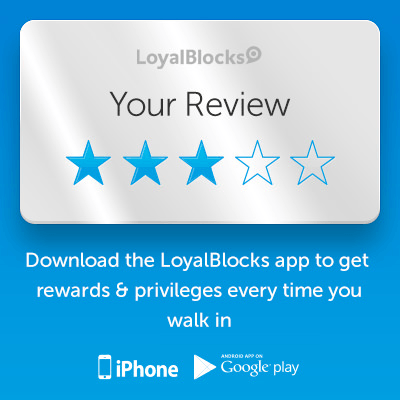 LoyalBlocks
Your Review
Download the LoyalBlocks app to get
rewards & privileges every time you
walk in
iPhone
ANDROID APP ON
Google play